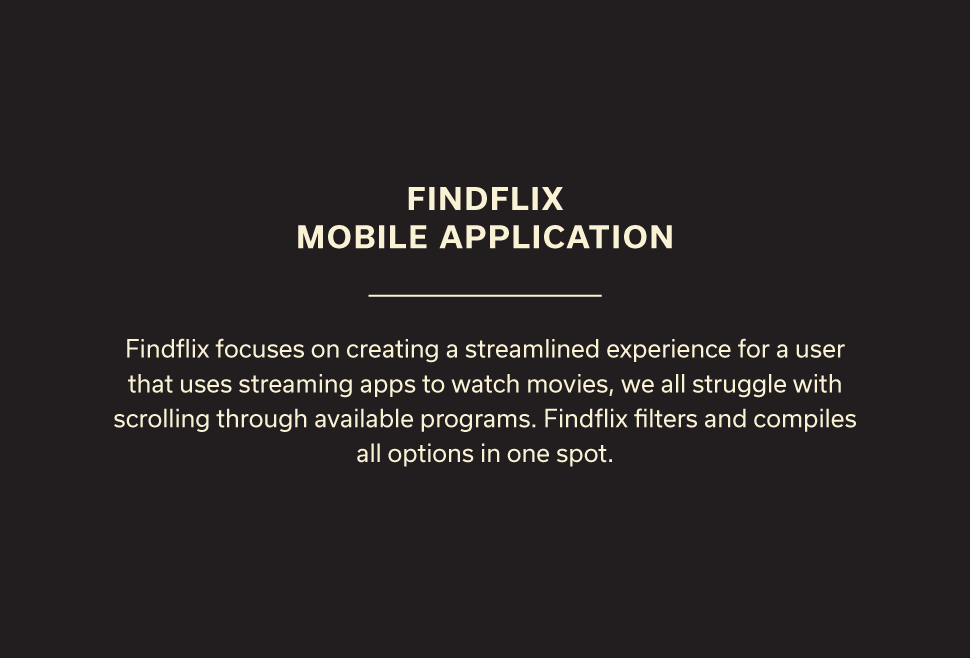 FINDFLIX
MOBILE APPLICATION
Findflix focuses on creating a streamlined experience for a user
that uses streaming apps to watch movies, we all struggle with
scrolling through available programs. Findflix filters and compiles
all options in one spot.